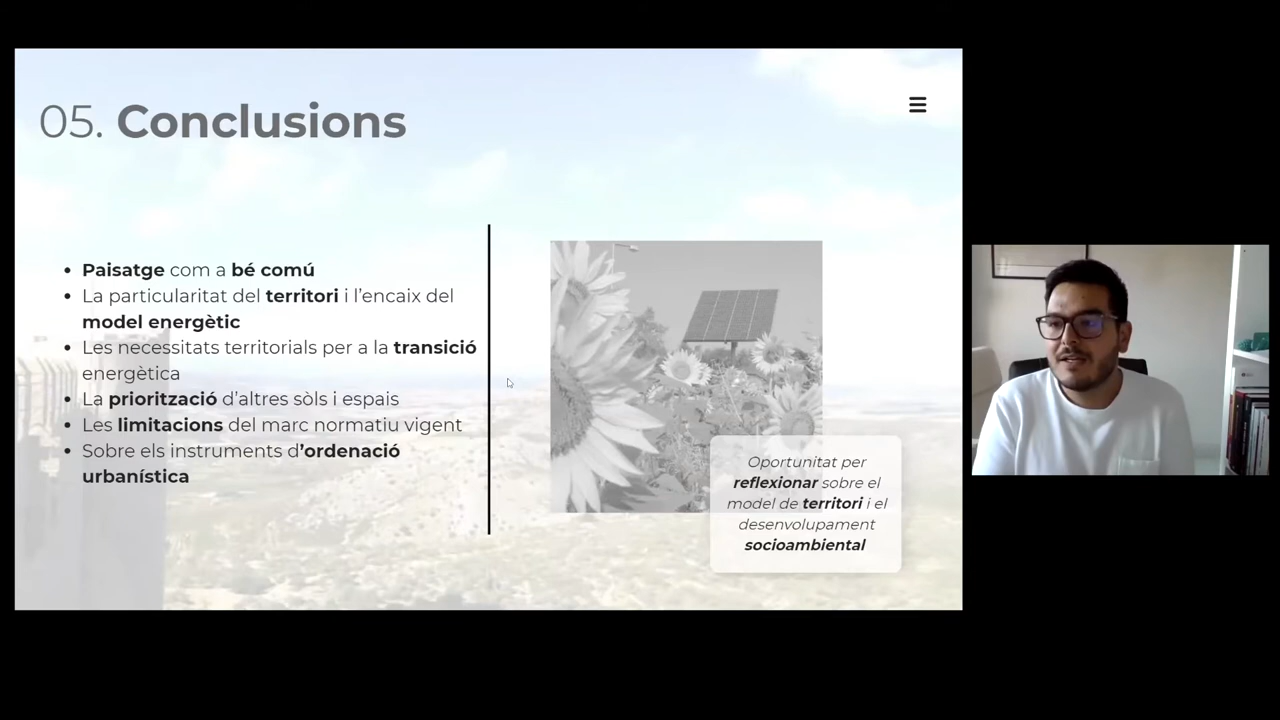 05. Conclusions
• Paisatge com a bé comú
• La particularitat del territori i l'encaix del
model energètic
• Les necessitats territorials per a la transició
energètica
• La priorització d'altres sòls i espais
• Les limitacions del marc normatiu vigent
• Sobre els instruments d'ordenació
urbanística
Oportunitat per
reflexionar sobre el
model de territori i el
desenvolupament
socioambiental